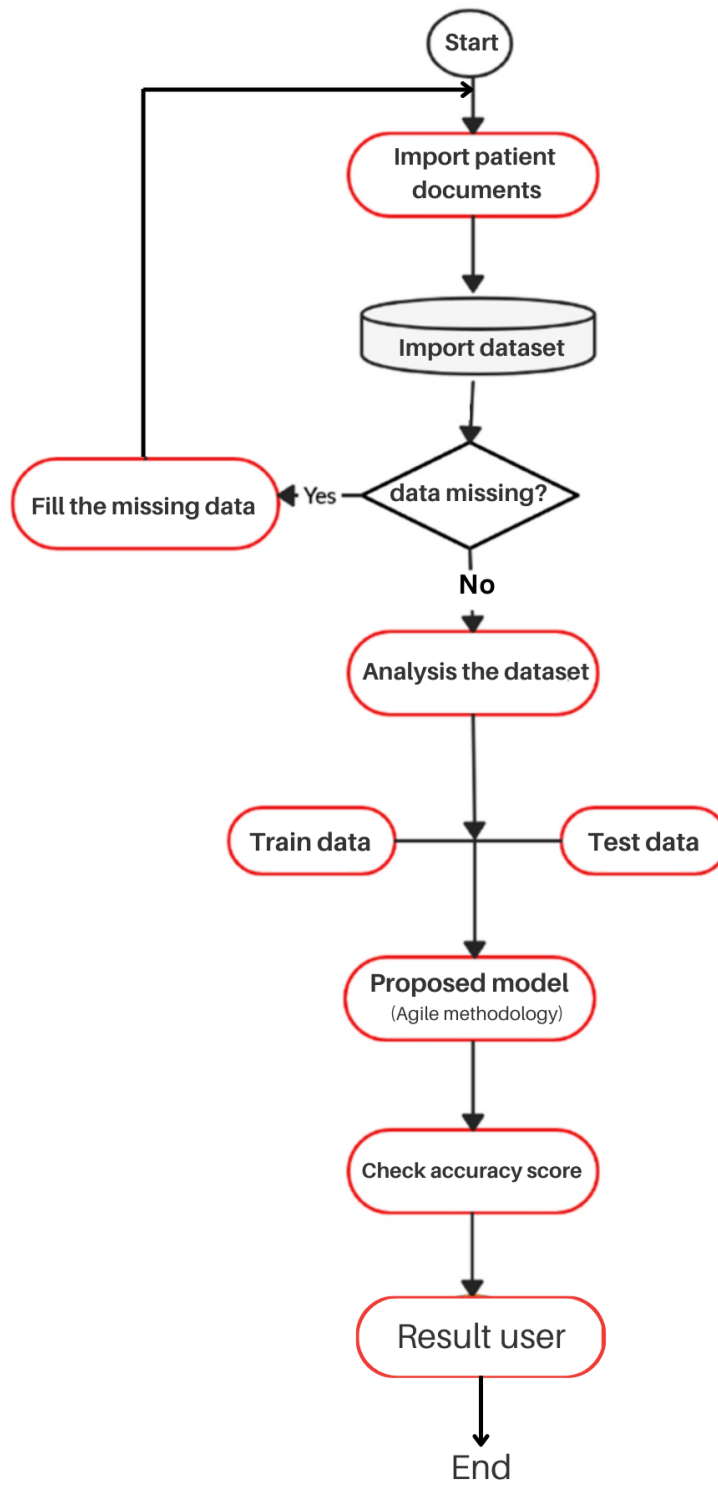 Start
Import patient
documents
Import dataset
data missing?
Yes
Fill the missing data
No
Analysis the dataset
Train data
Test data
Proposed model
(Agile methodology)
Check accuracy score
Result user
End